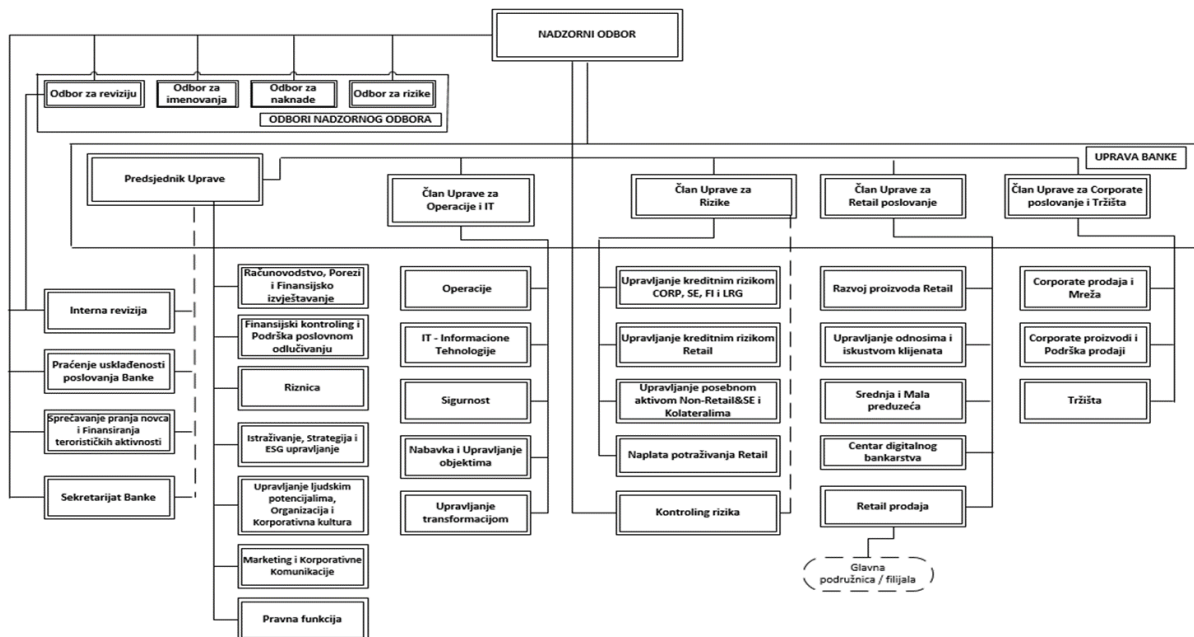 NADZORNI ODBOR
Odbor za reviziju
Odbor za
imenovanja
Odbor za
naknade
Odbor za rizike
ODBORI NADZORNOG ODBORA
UPRAVA BANKE
Predsjednik Uprave
Član Uprave za
Operacije i IT
Član Uprave za
Rizike
Član Uprave za
Retail poslovanje
Član Uprave za Corporate
poslovanje i Tržišta
Interna revizija
Praćenje usklađenosti
poslovanja Banke
Sprečavanje pranja novca
i Finansiranja
terorističkih aktivnosti
Sekretarijat Banke
Računovodstvo, Porezi
i Finansijsko
izvještavanje
Finansijski kontroling i
Podrška poslovnom
odlučivanju
Riznica
Istraživanje, Strategija i
ESG upravljanje
Upravljanje ljudskim
potencijalima,
Organizacija i
Korporativna kultura
Marketing i Korporativne
Komunikacije
Pravna funkcija
Operacije
IT - Informacione
Tehnologije
Sigurnost
Nabavka i Upravljanje
objektima
Upravljanje
transformacijom
Upravljanje kreditnim rizikom
CORP, SE, FI i LRG
Upravljanje kreditnim rizikom
Retail
Upravljanje posebnom
aktivom Non-Retail&SE i
Kolateralima
Naplata potraživanja Retail
Kontroling rizika
Razvoj proizvoda Retail
Upravljanje odnosima i
iskustvom klijenata
Srednja i Mala
preduzeća
Centar digitalnog
bankarstva
Retail prodaja
Glavna
podružnica / filijala
Corporate prodaja i
Mreža
Corporate proizvodi i
Podrška prodaji
Tržišta